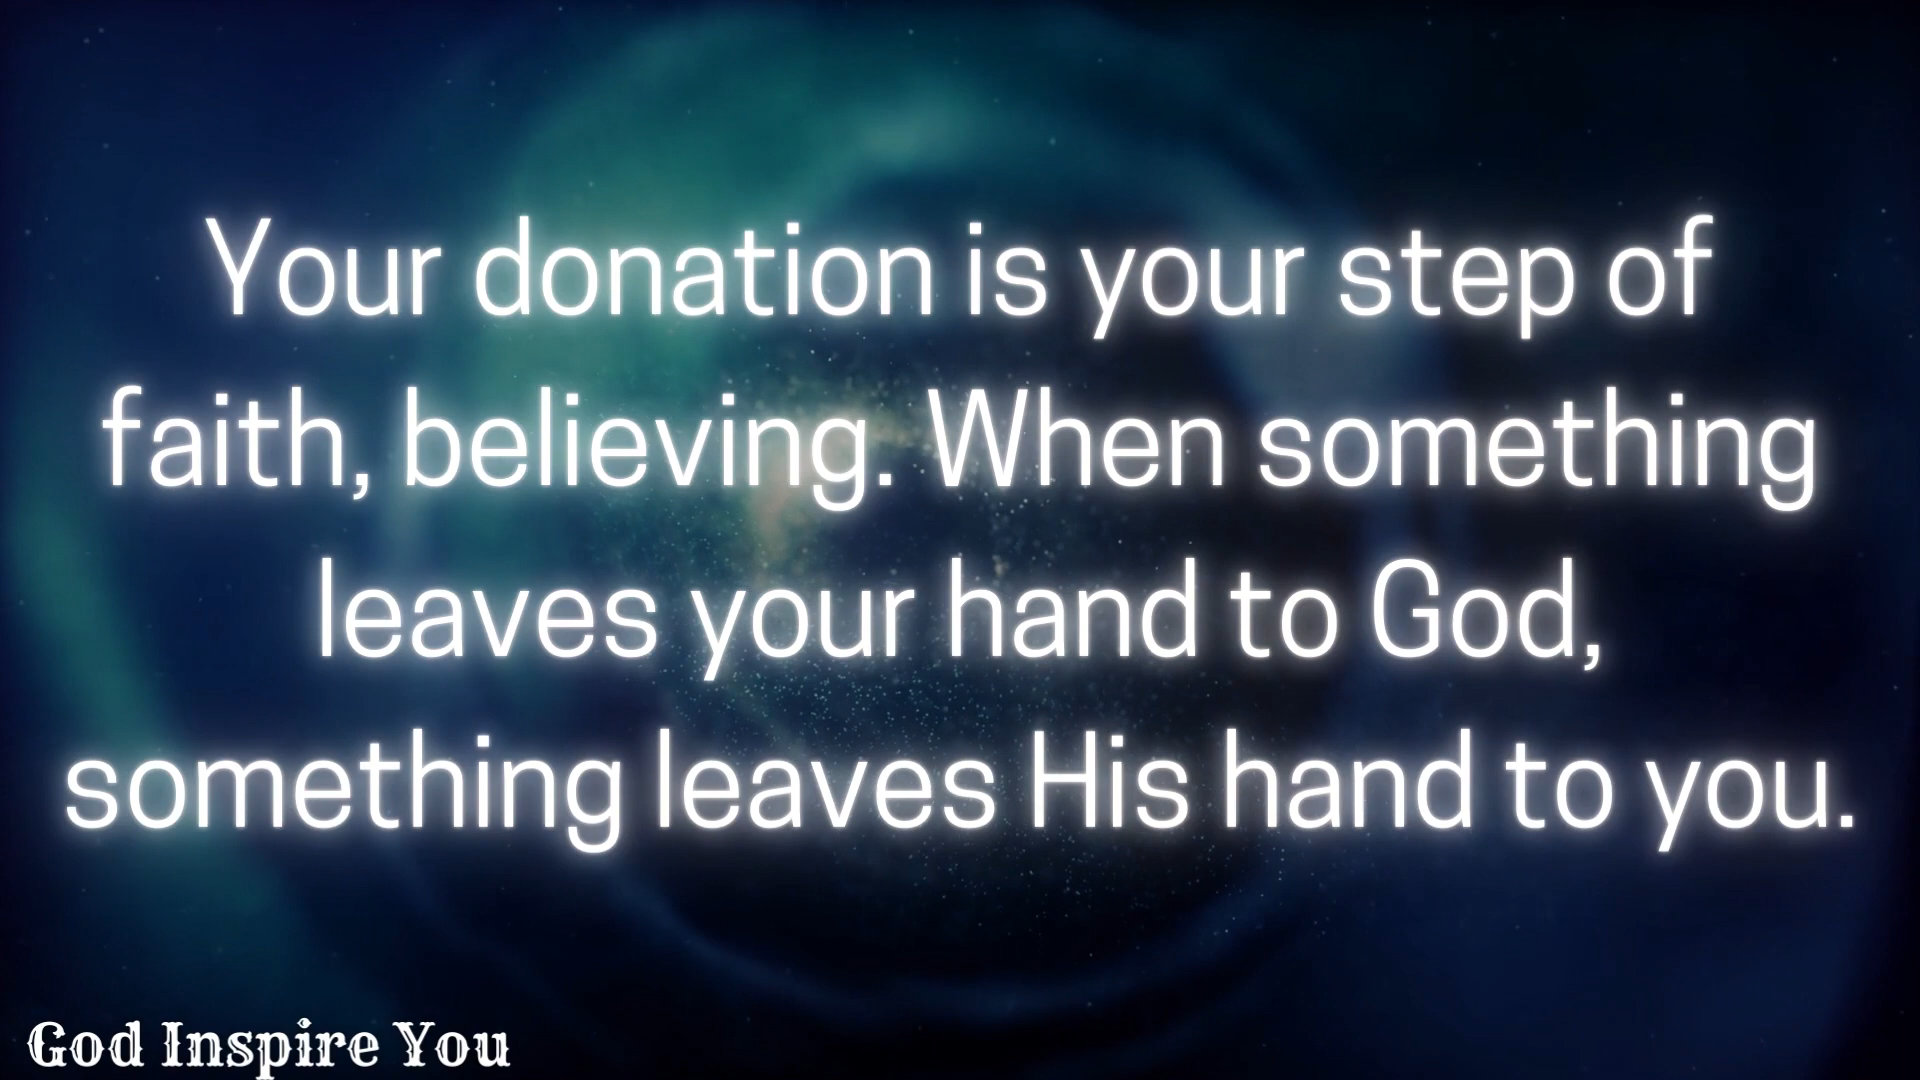 Your donation is your step of
faith, believing. When something
leaves your hand to God,
something leaves His hand to you.
God Inspire You